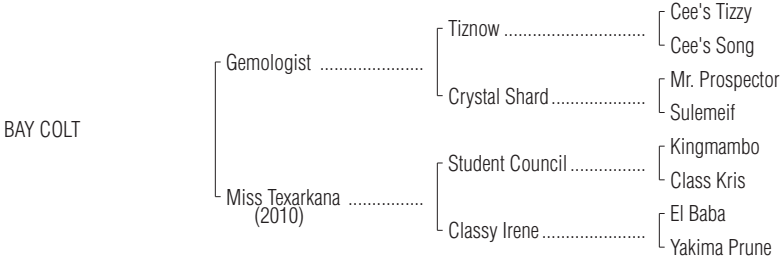 Cee's Tizzy
Tiznow ..............................
Cee's Song
Gemologist ......................
Mr. Prospector
Crystal Shard ....................
Sulemeif
BAY COLT
Kingmambo
Student Council ................
Class Kris
Miss Texarkana ................
(2010)
El Baba
Classy Irene ......................
Yakima Prune